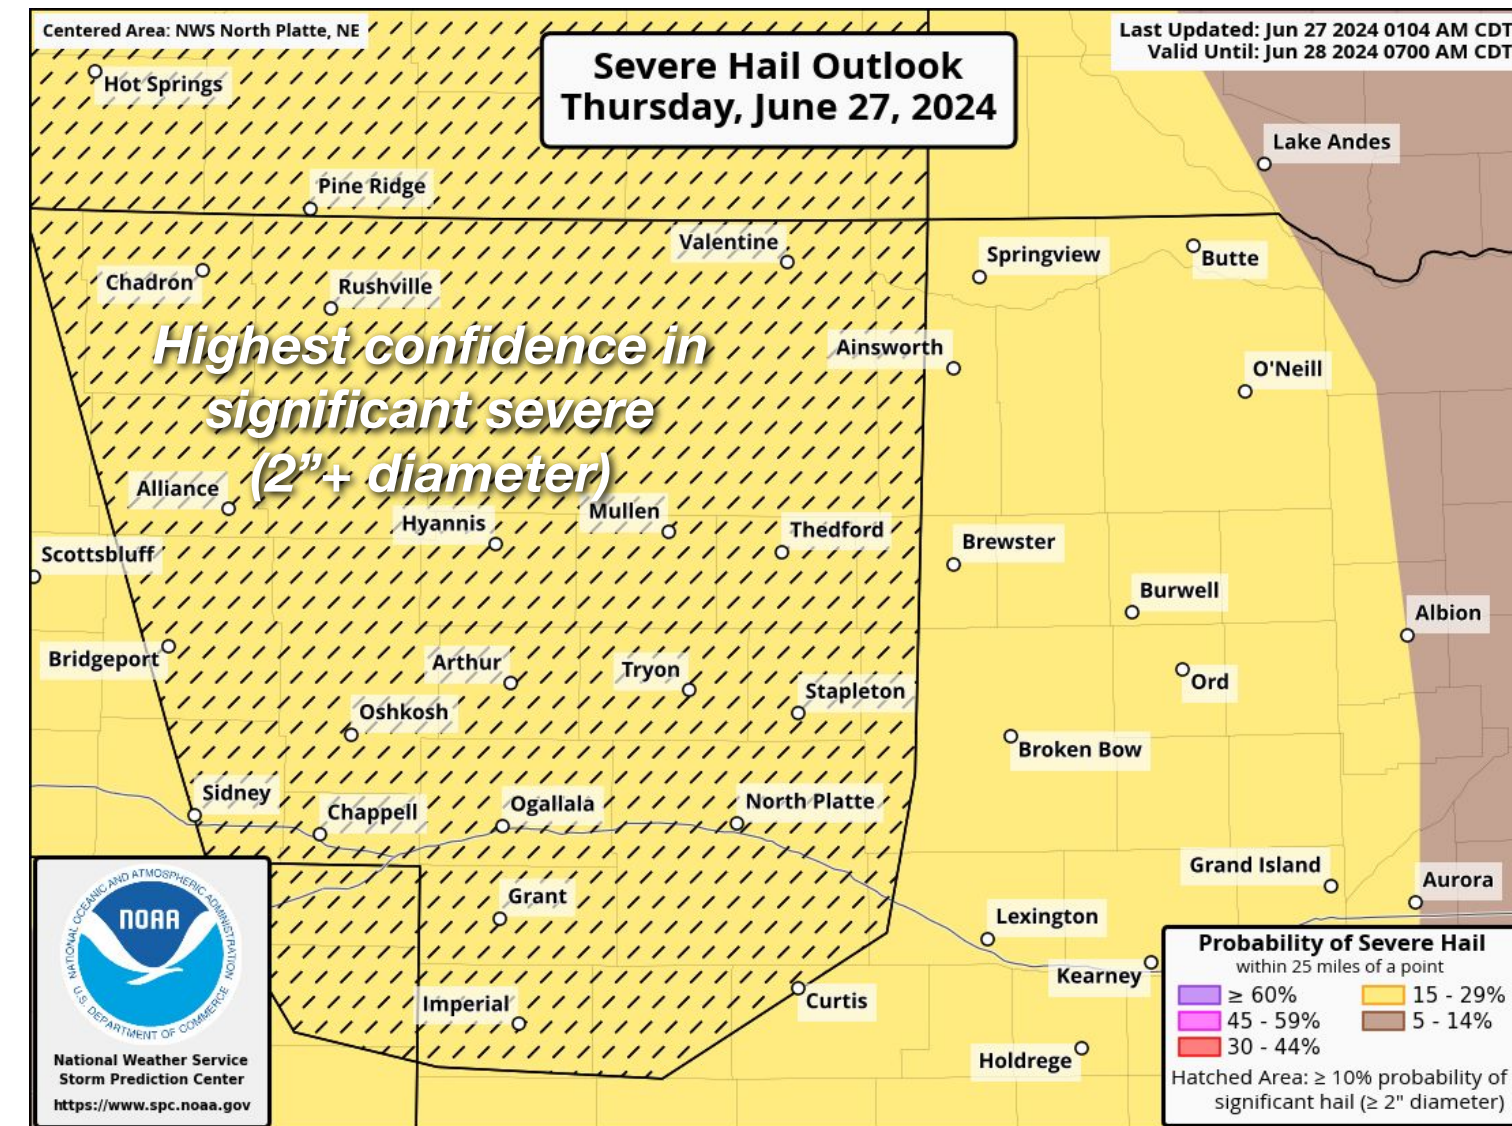 Centered Area: NWS North Platte, NE
Severe Hail Outlook
Thursday, June 27, 2024
Last Updated: Jun 27 2024 0104 AM CDT
Valid Until: Jun 28 2024 0700 AM CDT
Hot Springs
Lake Andes
Pine Ridge
Valentine
Springview
Butte
Chadron
Rushville
Highest confidence in
significant severe
(2”+ diameter)
Ainsworth
O'Neill
Alliance
Hyannis
Mullen
Thedford
Brewster
Scottsbluff
Burwell
Albion
Bridgeport
Arthur
Tryon
Stapleton
Ord
Oshkosh
Broken Bow
Sidney
Chappell
Ogallala
North Platte
Grand Island
Aurora
Grant
Lexington
Kearney
Imperial
Curtis
Holdrege
NATIONAL OCEANIC AND ATMOSPHERIC ADMINISTRATION
NOAA
U.S. DEPARTMENT OF COMMERCE
National Weather Service
Storm Prediction Center
https://www.spc.noaa.gov
Probability of Severe Hail
within 25 miles of a point
≥ 60%
15 - 29%
45 - 59%
5 - 14%
30 - 44%
Hatched Area: ≥ 10% probability of
significant hail (≥ 2" diameter)